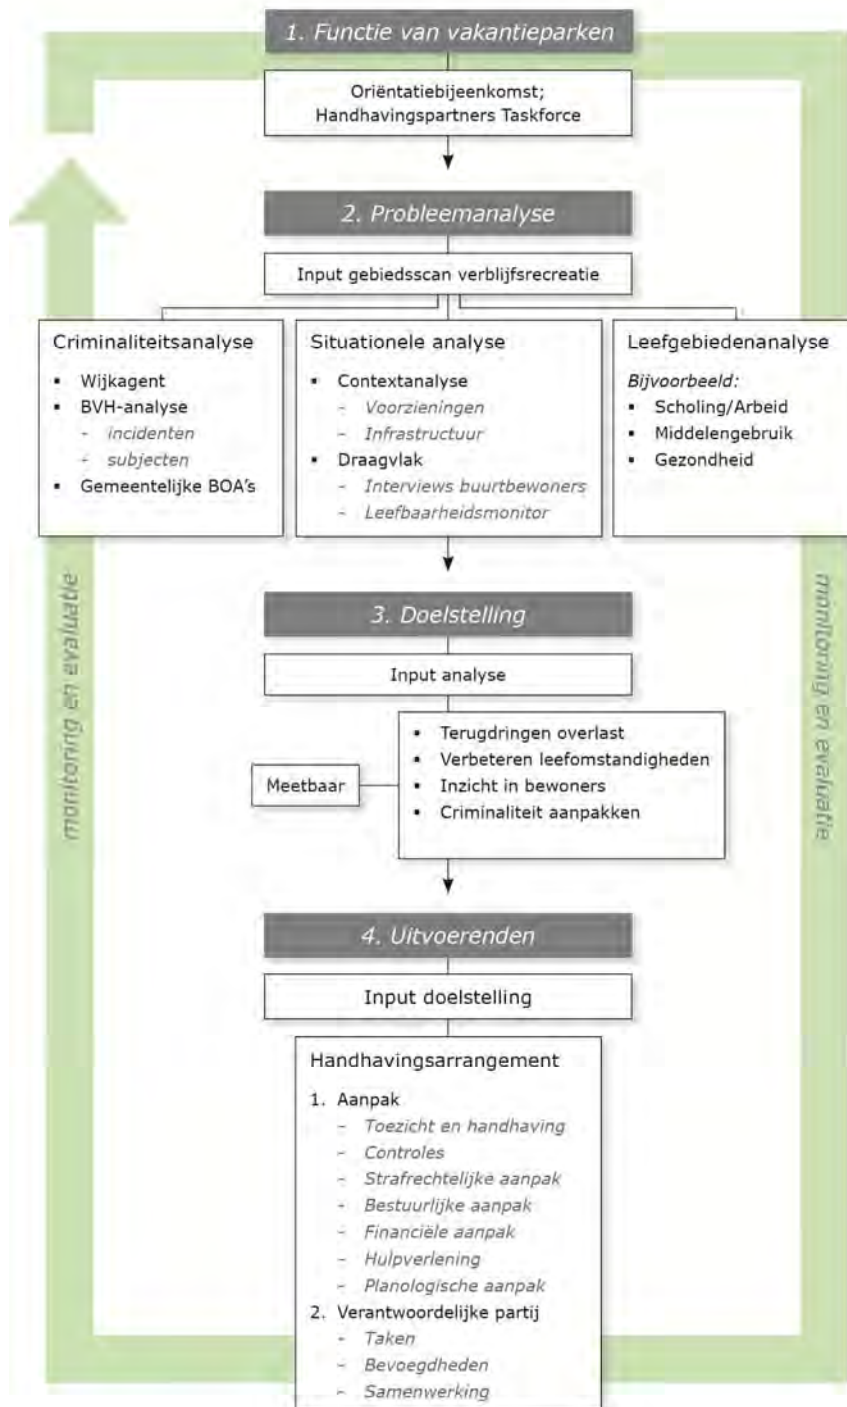 1. Functie van vakantieparken
Oriëntatiebijeenkomst;
Handhavingspartners Taskforce
2. Probleemanalyse
Input gebiedsscan verblijfsrecreatie
Criminaliteitsanalyse
▪ Wijkagent
▪ BVH-analyse
- incidenten
- subjecten
▪ Gemeentelijke BOA's
Situationele analyse
▪ Contextanalyse
- Voorzieningen
- Infrastructuur
▪ Draagvlak
- Interviews buurtbewoners
- Leefbaarheidsmonitor
Leefgebiedenanalyse
Bijvoorbeeld:
▪ Scholing/Arbeid
▪ Middelengebruik
▪ Gezondheid
monitoring en evaluatie
monitoring en evaluatie
3. Doelstelling
Input analyse
Meetbaar
▪ Terugdringen overlast
▪ Verbeteren leefomstandigheden
▪ Inzicht in bewoners
▪ Criminaliteit aanpakken
4. Uitvoerenden
Input doelstelling
Handhavingsarrangement
1. Aanpak
- Toezicht en handhaving
- Controles
- Strafrechtelijke aanpak
- Bestuurlijke aanpak
- Financiële aanpak
- Hulpverlening
- Planologische aanpak
2. Verantwoordelijke partij
- Taken
- Bevoegdheden
- Samenwerking